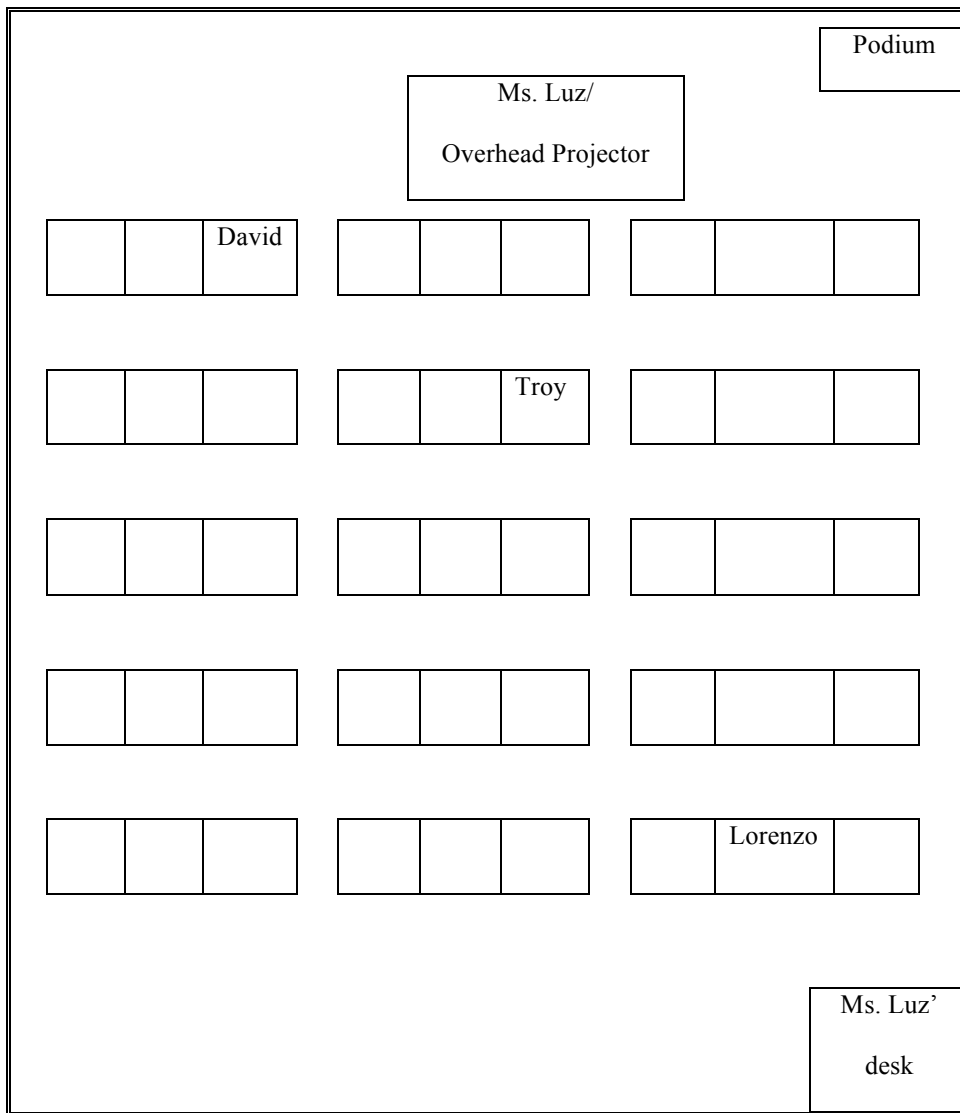 Podium
Ms. Luz/
Overhead Projector
David
Troy
Lorenzo
Ms. Luz’
desk